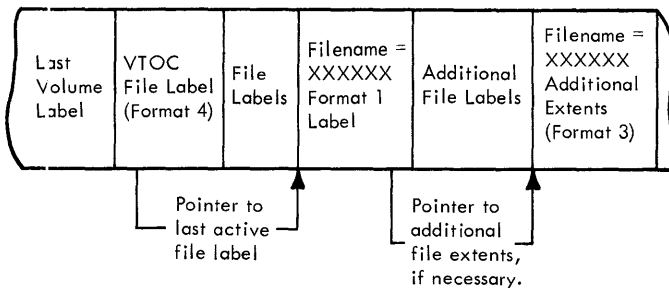 Last
Volume
Label
VTOC
File Label
(Format 4)
File
Labels
Filename =
XXXXXX
Format 1
Label
Additional
File Labels
Filename =
XXXXXX
Additional
Extents
(Format 3)
Pointer to
last active
file label
Pointer to
additional
file extents,
if necessary.